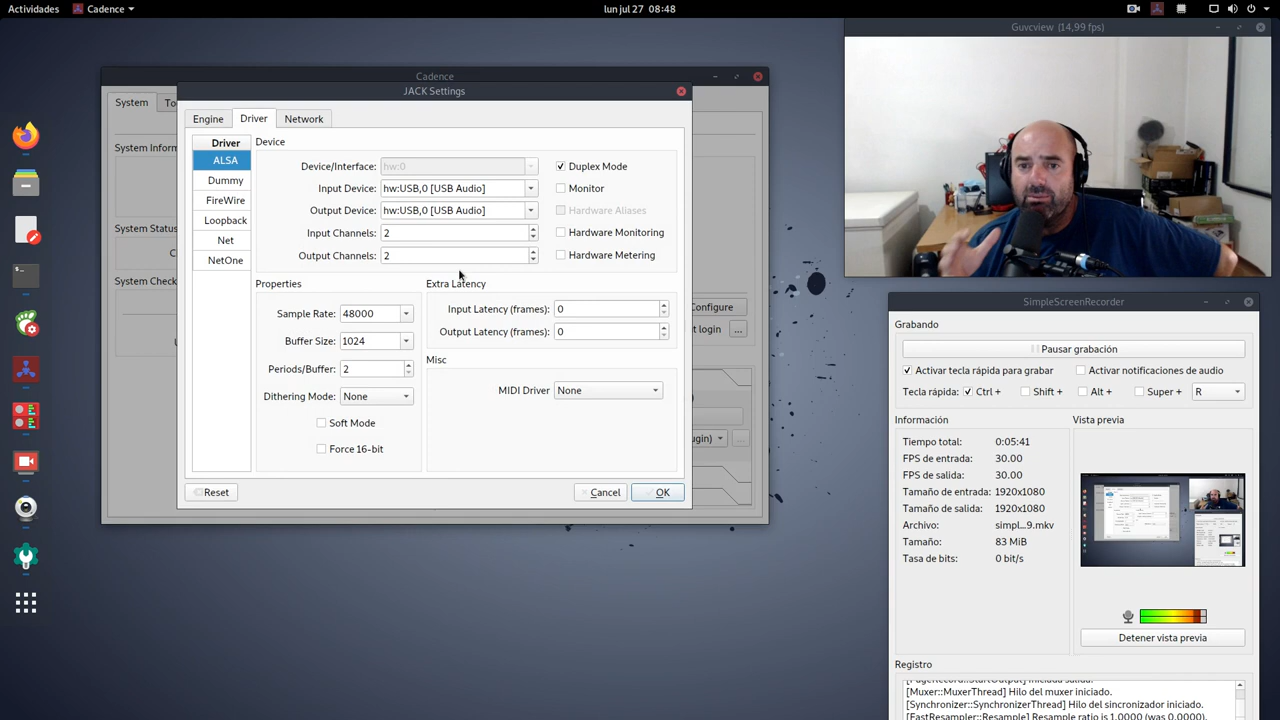 Actividades
Cadence
lun jul 27 08:48
Guvcview (14,99 fps)
Cadence
System
To
System Inform
System Status
System Check
Configure
t login
...
ugin)
...
JACK Settings
Engine
Driver
Network
Driver
ALSA
Dummy
FireWire
Loopback
Net
NetOne
Device
Device/Interface: hw:0
Duplex Mode
Input Device: hw:USB,0 [USB Audio]
Monitor
Output Device: hw:USB,0 [USB Audio]
Hardware Aliases
Input Channels: 2
Hardware Monitoring
Output Channels: 2
Hardware Metering
Properties
Sample Rate: 48000
Buffer Size: 1024
Periods/Buffer: 2
Dithering Mode: None
Soft Mode
Force 16-bit
Extra Latency
Input Latency (frames): 0
Output Latency (frames): 0
Misc
MIDI Driver None
Reset
Cancel
OK
SimpleScreenRecorder
Grabando
Pausar grabación
Activar tecla rápida para grabar
Activar notificaciones de audio
Tecla rápida: Ctrl + Shift + Alt + Super + R
Información
Tiempo total: 0:05:41
FPS de entrada: 30.00
FPS de salida: 30.00
Tamaño de entrada: 1920x1080
Tamaño de salida: 1920x1080
Archivo: simpl...9.mkv
Tamaño: 83 MiB
Tasa de bits: 0 bit/s
Vista previa
Detener vista previa
Registro
[PageRecord::StartOutput] Iniciada salida.
[Muxer::MuxerThread] Hilo del muxer iniciado.
[Synchronizer::SynchronizerThread] Hilo del sincronizador iniciado.
[FastResampler::Resample] Resample ratio is 1.0000 (was 0.0000).